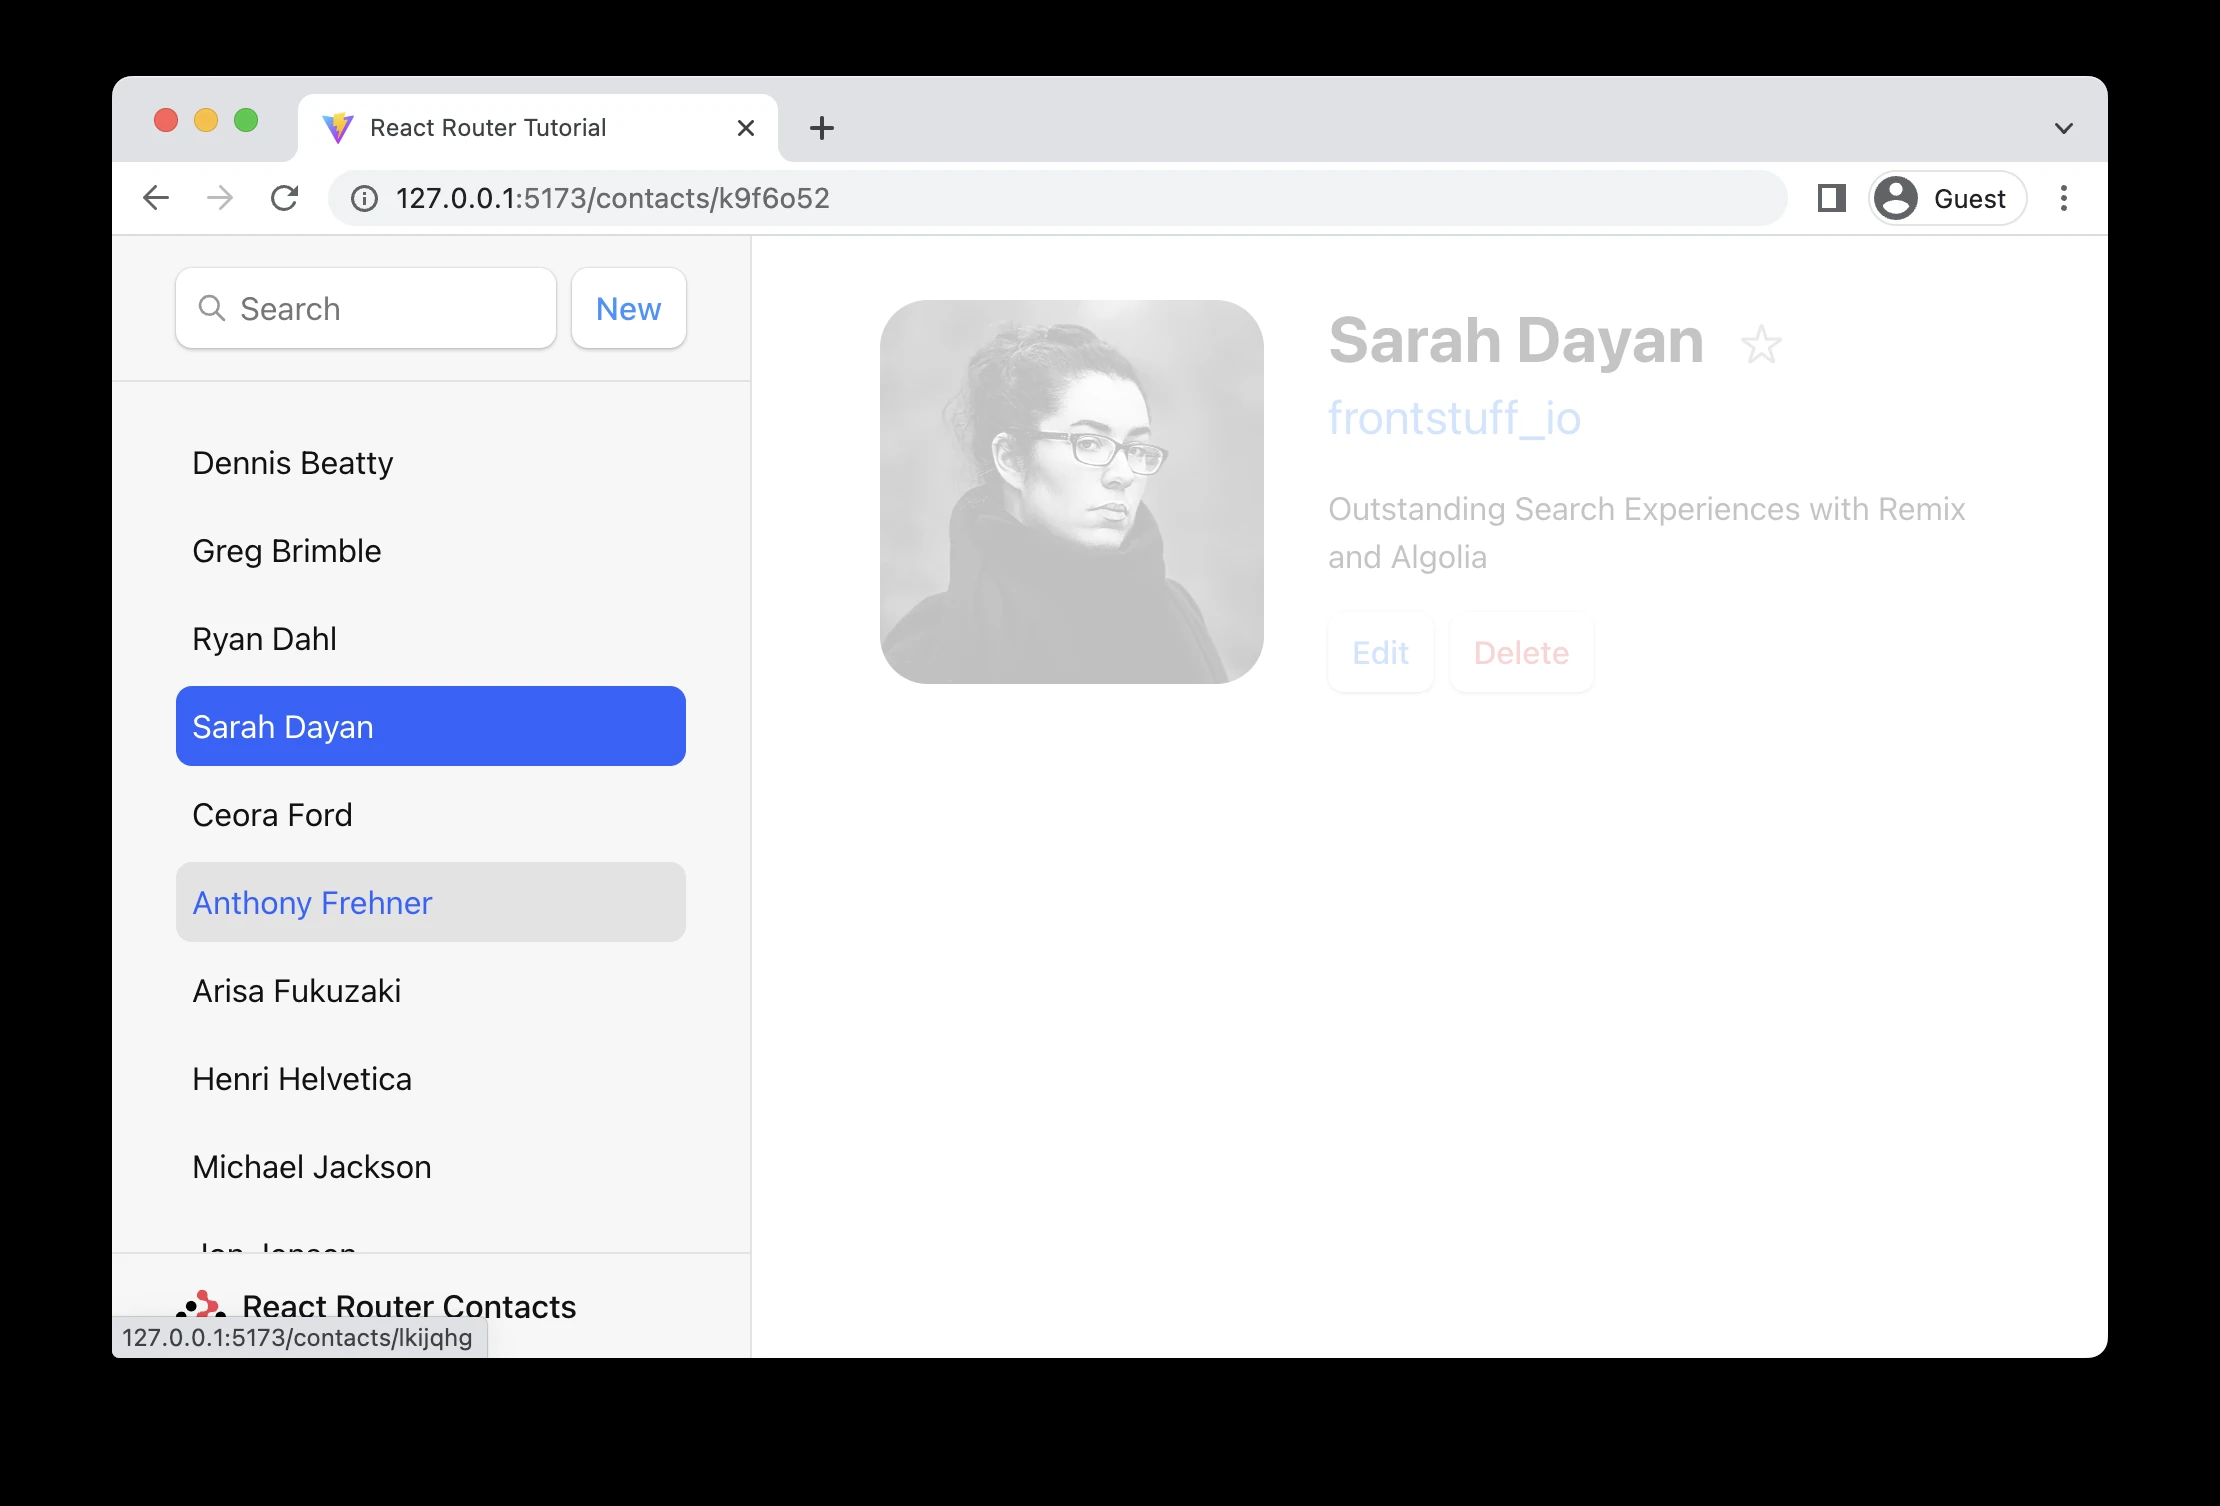 React Router Tutorial
127.0.0.1:5173/contacts/k9f6o52
Guest
Search
New
Dennis Beatty
Greg Brimble
Ryan Dahl
Sarah Dayan
Ceora Ford
Anthony Frehner
Arisa Fukuzaki
Henri Helvetica
Michael Jackson
React Router Contacts
127.0.0.1:5173/contacts/lkijqhg
Sarah Dayan
frontstuff_io
Outstanding Search Experiences with Remix
and Algolia
Edit
Delete